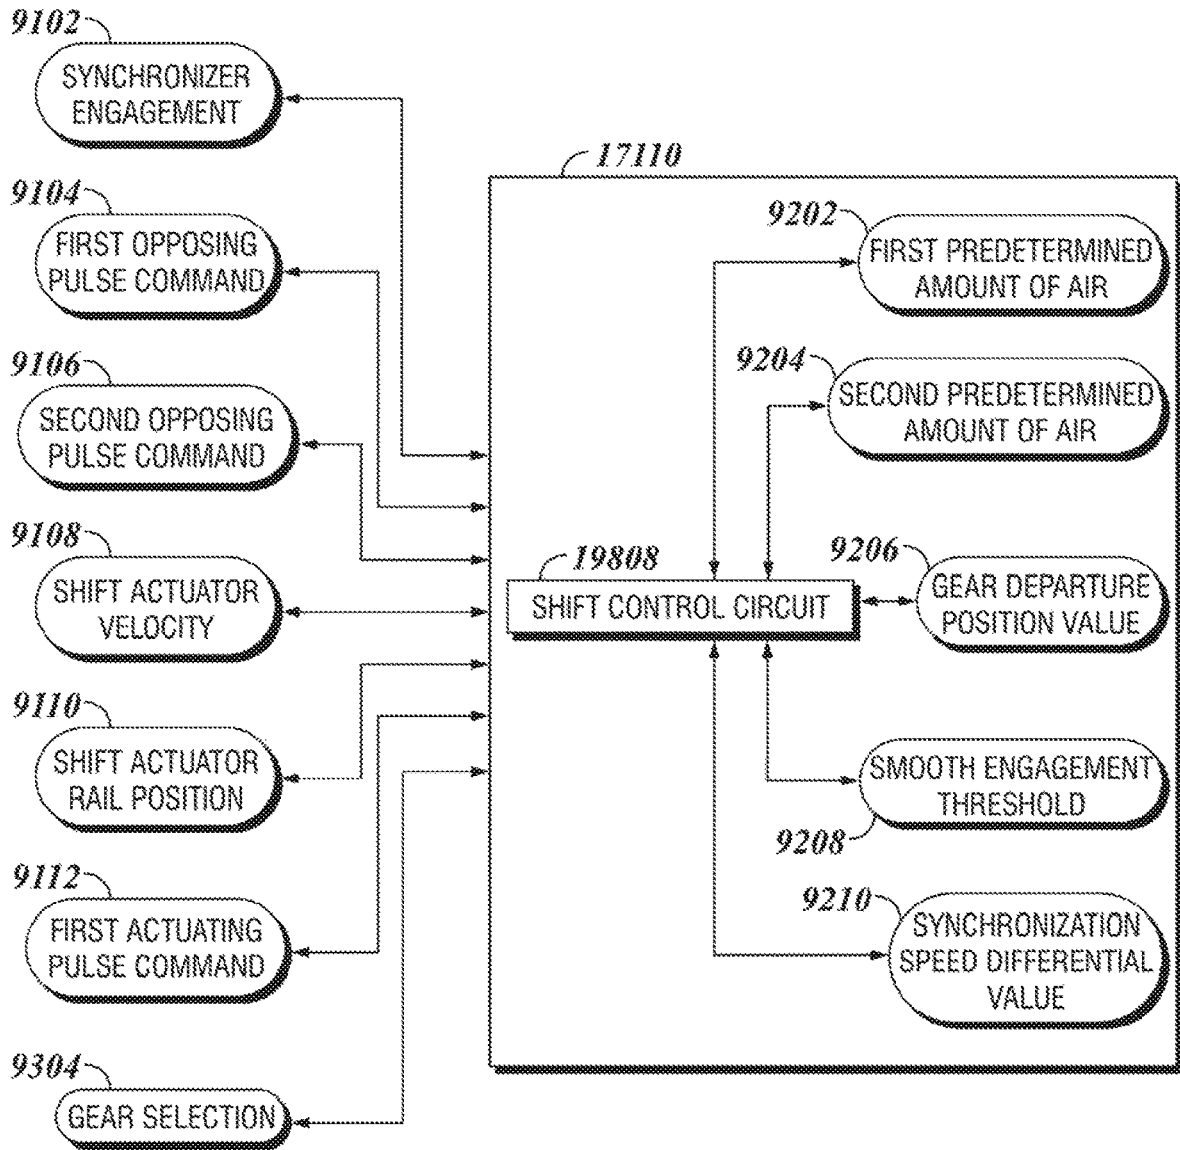 9102
SYNCHRONIZER
ENGAGEMENT
9104
FIRST OPPOSING
PULSE COMMAND
9106
SECOND OPPOSING
PULSE COMMAND
9108
SHIFT ACTUATOR
VELOCITY
9110
SHIFT ACTUATOR
RAIL POSITION
9112
FIRST ACTUATING
PULSE COMMAND
9304
GEAR SELECTION
17110
9202
FIRST PREDETERMINED
AMOUNT OF AIR
9204
SECOND PREDETERMINED
AMOUNT OF AIR
19808
SHIFT CONTROL CIRCUIT
9206
GEAR DEPARTURE
POSITION VALUE
SMOOTH ENGAGEMENT
THRESHOLD
9208
9210
SYNCHRONIZATION
SPEED DIFFERENTIAL
VALUE